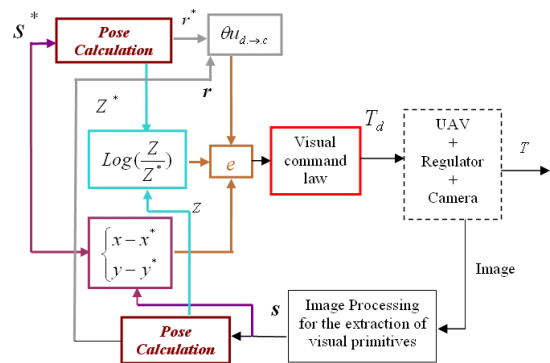 S*
Pose
Calculation
r*
θu d.→.c
r
Z*
Log(Z/Z*)
e
Visual
command
law
T_d
UAV
+
Regulator
+
Camera
T
Z
{ x − x*
y − y*
Image
s
Image Processing
for the extraction of
visual primitives
Pose
Calculation